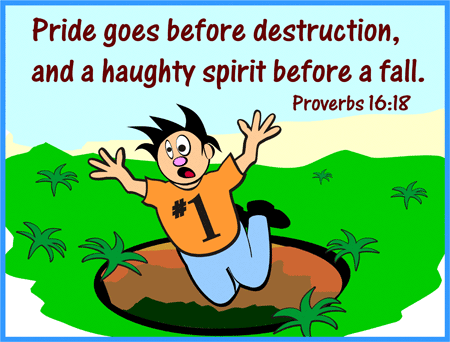 Pride goes before destruction,
and a haughty spirit before a fall.
Proverbs 16:18
#1